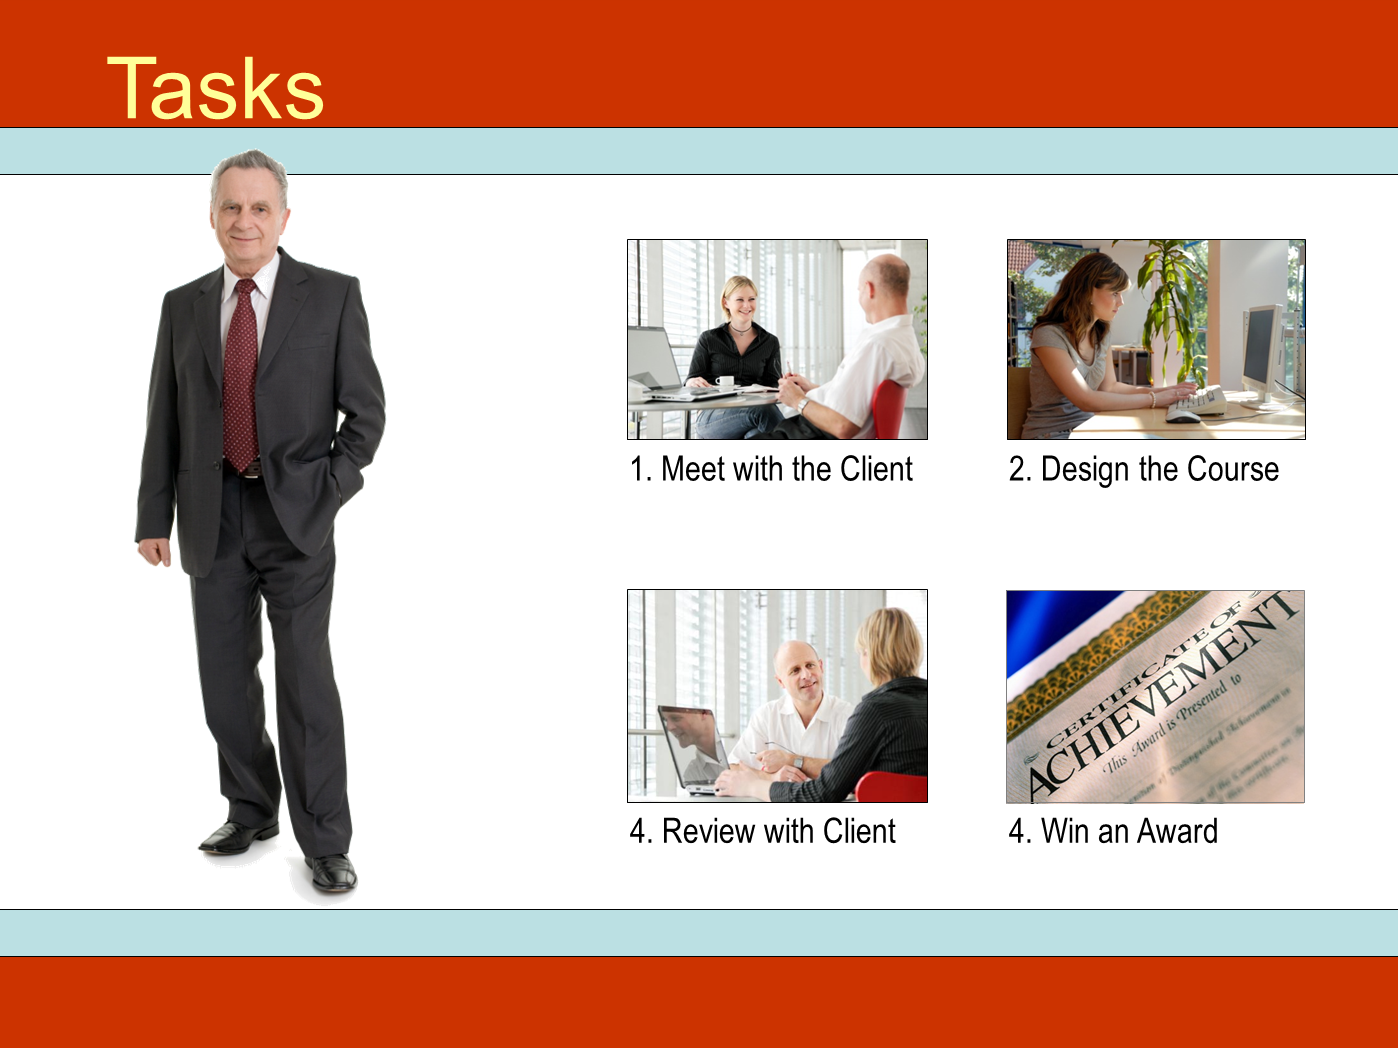 Tasks
1. Meet with the Client
2. Design the Course
CERTIFICATE OF
ACHIEVEMENT
This Award is Presented to
4. Review with Client
4. Win an Award